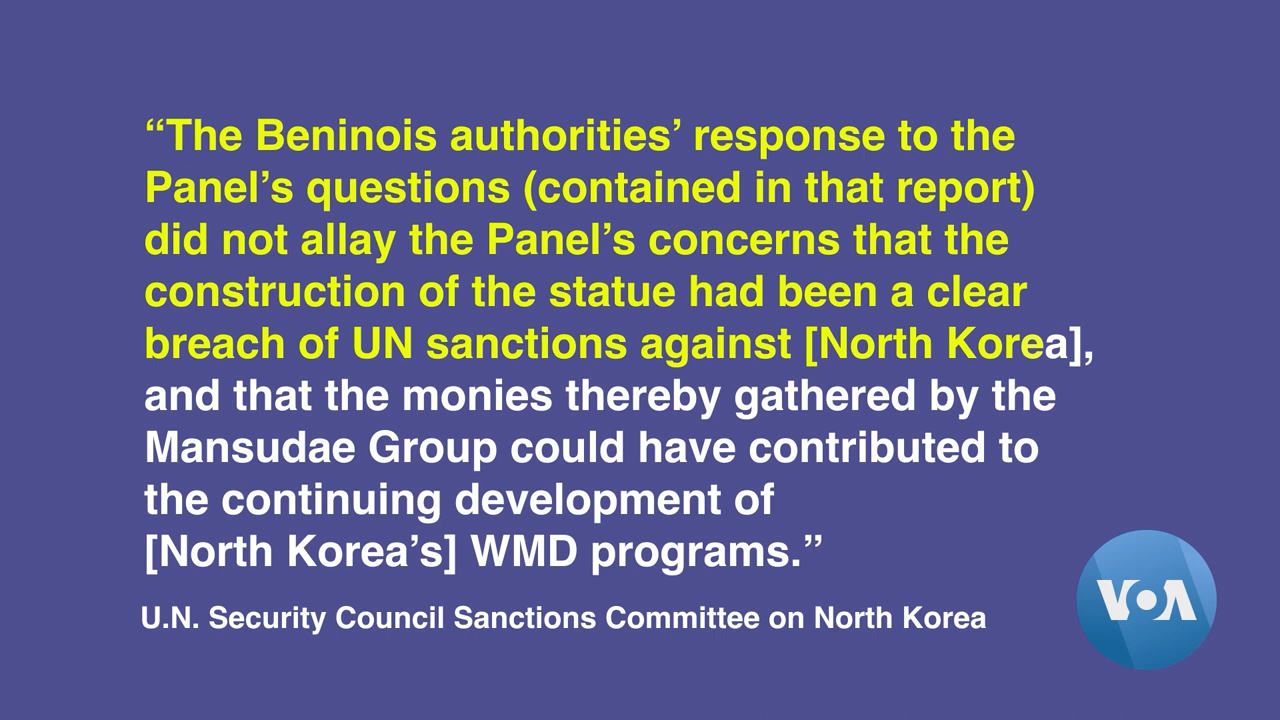 “The Beninois authorities’ response to the
Panel’s questions (contained in that report)
did not allay the Panel’s concerns that the
construction of the statue had been a clear
breach of UN sanctions against [North Korea],
and that the monies thereby gathered by the
Mansudae Group could have contributed to
the continuing development of
[North Korea’s] WMD programs.”
U.N. Security Council Sanctions Committee on North Korea
VOA